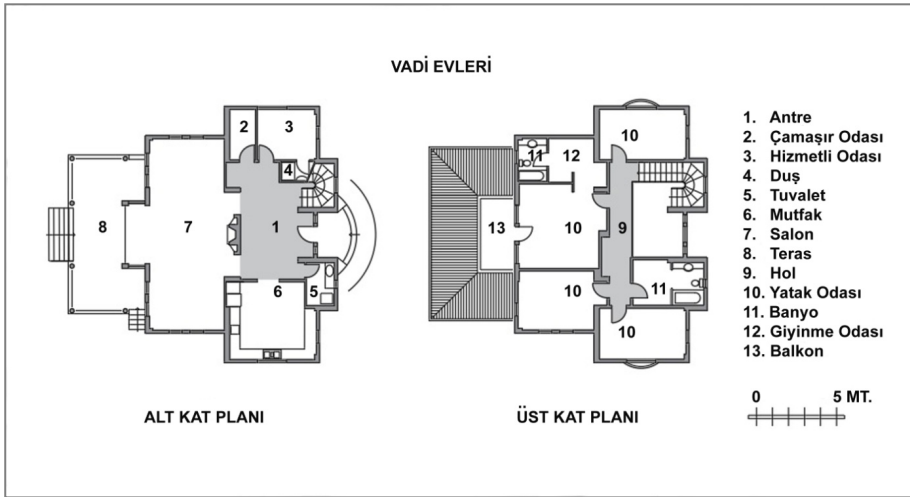 VADİ EVLERİ
2
3
4
8
7
1
6
5
ALT KAT PLANI
10
11
12
13
10
9
10
11
10
ÜST KAT PLANI
1. Antre
2. Çamaşır Odası
3. Hizmetli Odası
4. Duş
5. Tuvalet
6. Mutfak
7. Salon
8. Teras
9. Hol
10. Yatak Odası
11. Banyo
12. Giyinme Odası
13. Balkon
0 5 MT.